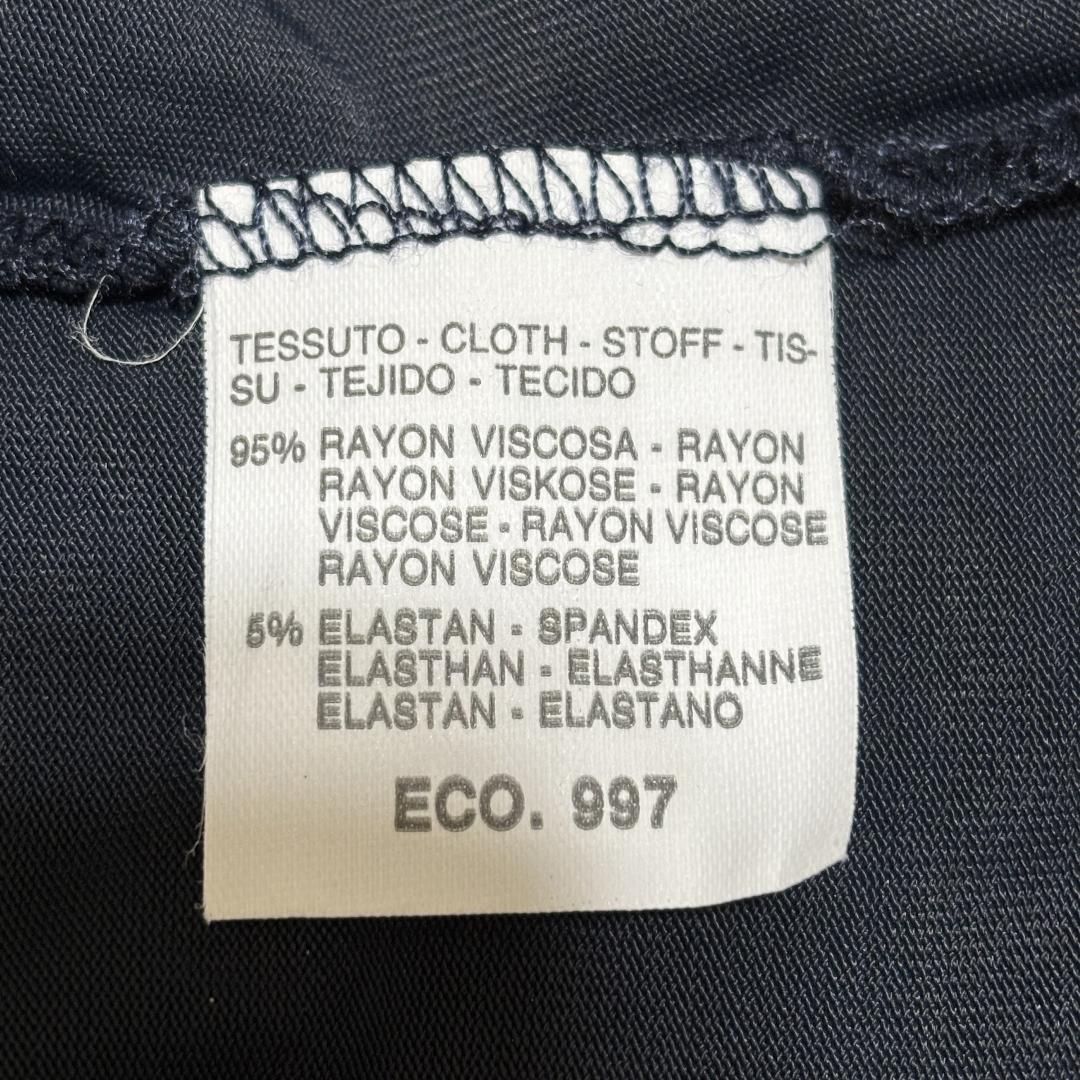 TESSUTO - CLOTH - STOFF - TIS-
SU - TEJIDO - TECIDO
95% RAYON VISCOSA - RAYON
RAYON VISKOSE - RAYON
VISCOSE - RAYON VISCOSE
RAYON VISCOSE
5% ELASTAN - SPANDEX
ELASTHAN - ELASTHANNE
ELASTAN - ELASTANO
ECO. 997